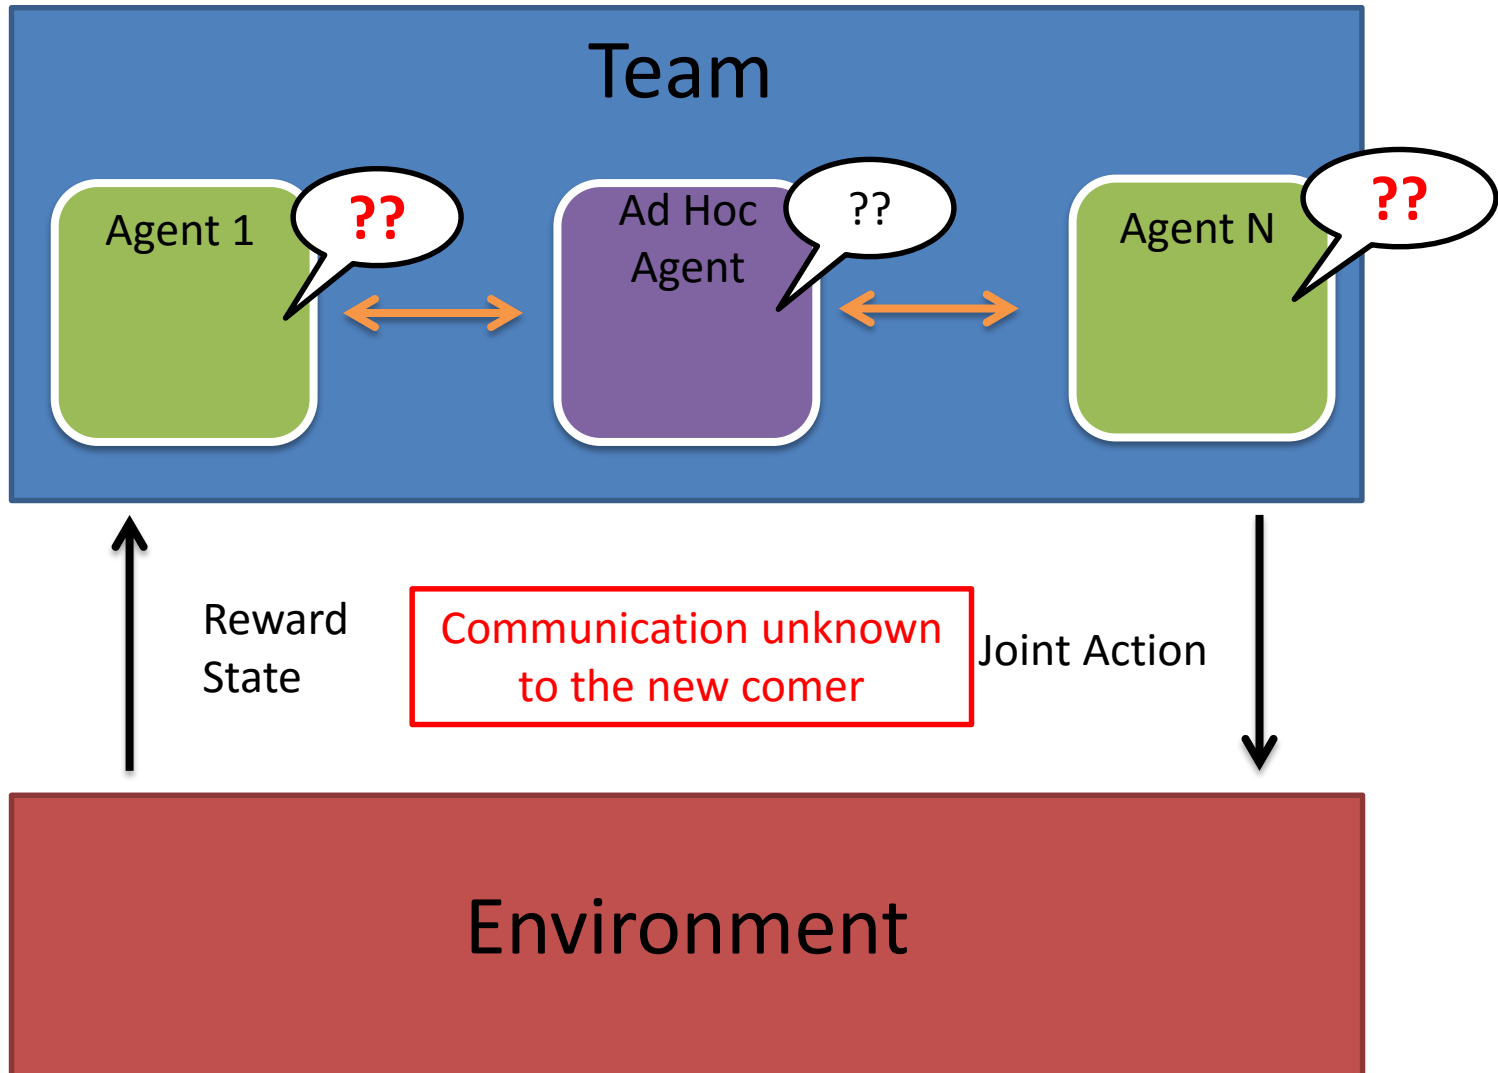 Team
Agent 1
??
Ad Hoc
Agent
??
Agent N
??
Reward
State
Communication unknown
to the new comer
Joint Action
Environment